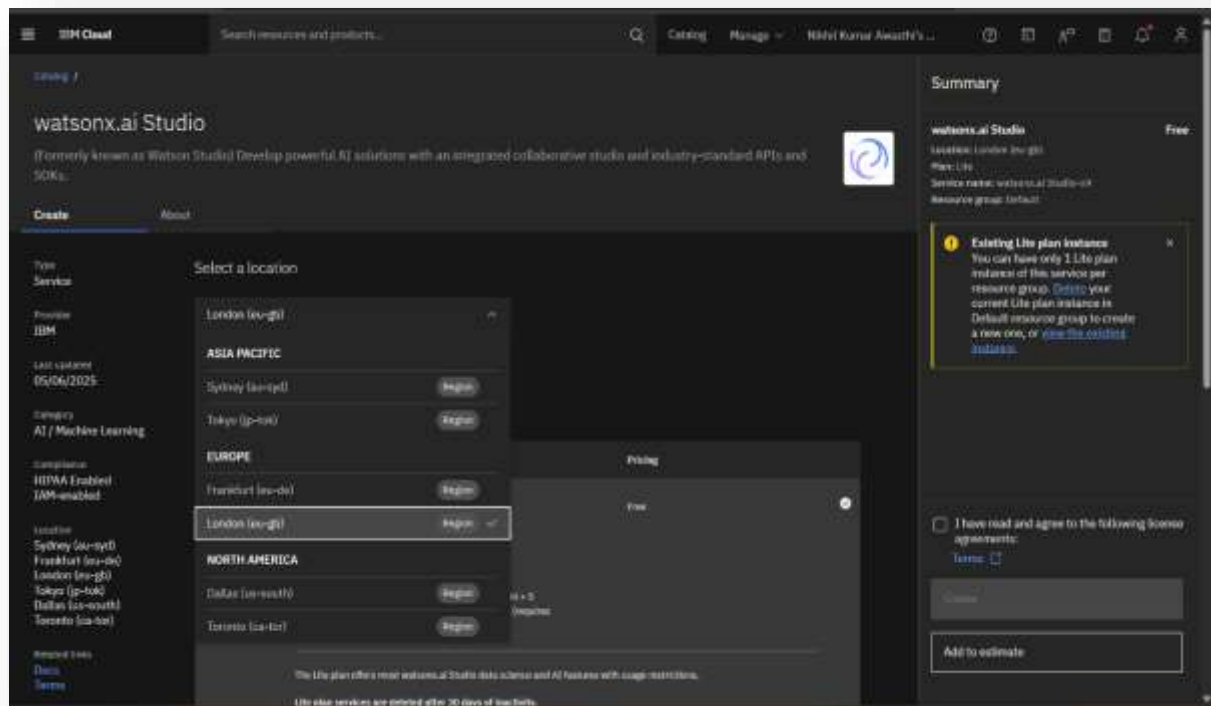 IBM Cloud
Search resources and products...
Catalog
Manage
Nikhil Kumar Awasthi's ...
Catalog /
watsonx.ai Studio
(Formerly known as Watson Studio) Develop powerful AI solutions with an integrated collaborative studio and industry-standard APIs and
SDKs.
Create
About
Type
Service
Provider
IBM
Last updated
05/06/2025
Category
AI / Machine Learning
Compliance
HIPAA Enabled
IAM-enabled
Location
Sydney (au-syd)
Frankfurt (eu-de)
London (eu-gb)
Tokyo (jp-tok)
Dallas (us-south)
Toronto (ca-tor)
Related links
Docs
Terms
Select a location
London (eu-gb)
ASIA PACIFIC
Sydney (au-syd) Region
Tokyo (jp-tok) Region
EUROPE
Frankfurt (eu-de) Region
London (eu-gb) Region
NORTH AMERICA
Dallas (us-south) Region
Toronto (ca-tor) Region
Pricing
Free
The Lite plan offers most watsonx.ai Studio data science and AI features with usage restrictions.
Lite plan services are deleted after 30 days of inactivity.
Summary
watsonx.ai Studio Free
Location: London (eu-gb)
Plan: Lite
Service name: watsonx.ai
Resource group: Default
Existing Lite plan instance
You can have only 1 Lite plan
instance of this service per
resource group. Delete your
current Lite plan instance in
Default resource group to create
a new one, or view the existing
instance.
I have read and agree to the following license
agreements:
Terms
Create
Add to estimate